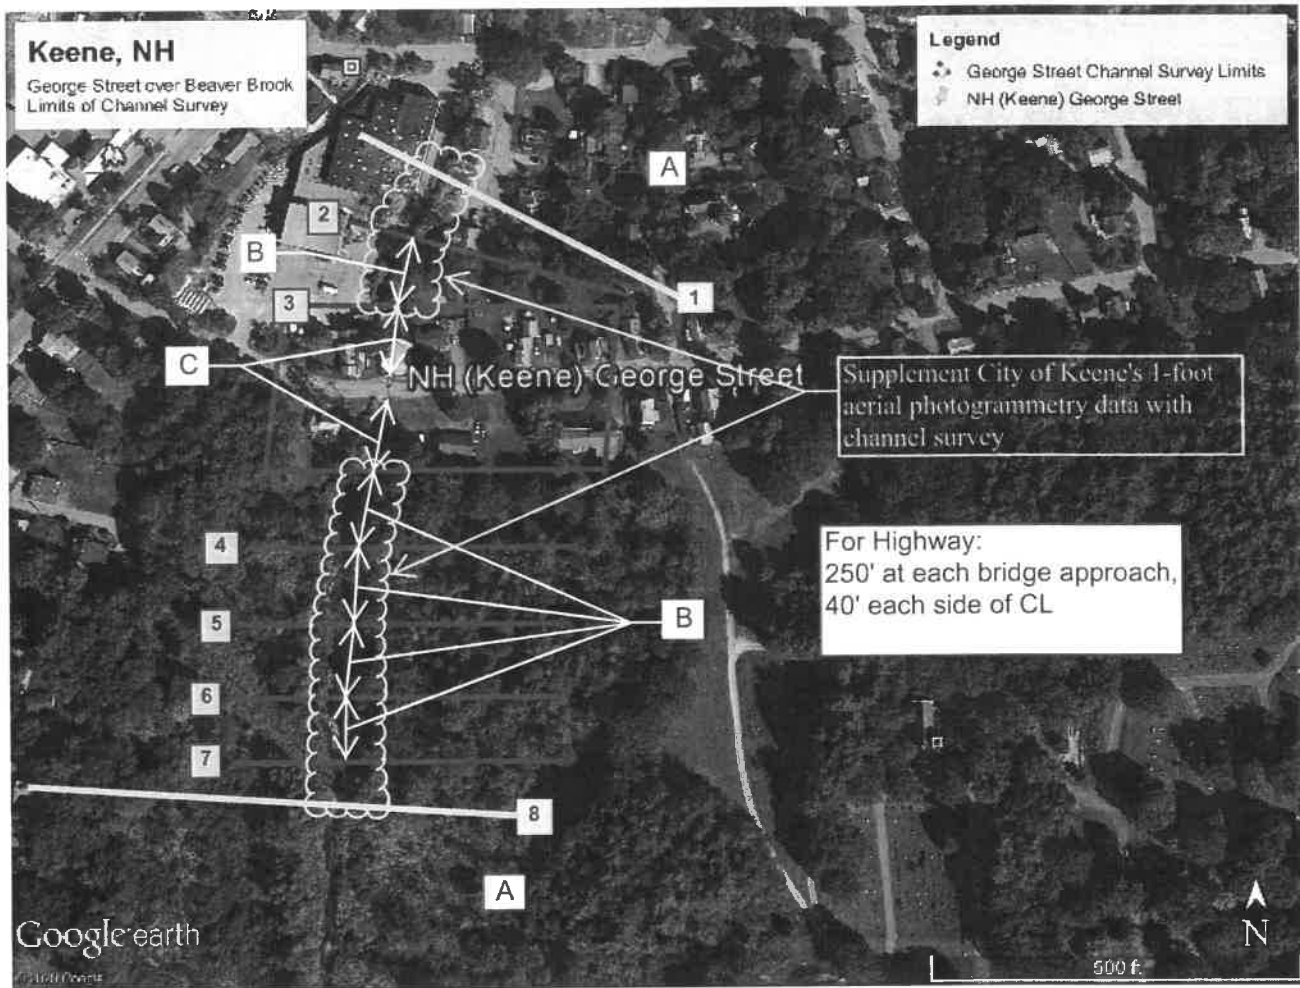 Keene, NH
George Street over Beaver Brook
Limits of Channel Survey
Legend
George Street Channel Survey Limits
NH (Keene) George Street
A
2
B
1
3
C
NH (Keene) George Street
Supplement City of Keene's 1-foot
aerial photogrammetry data with
channel survey
4
For Highway:
250' at each bridge approach,
40' each side of CL
5
B
6
7
8
A
Google earth
N
500 ft